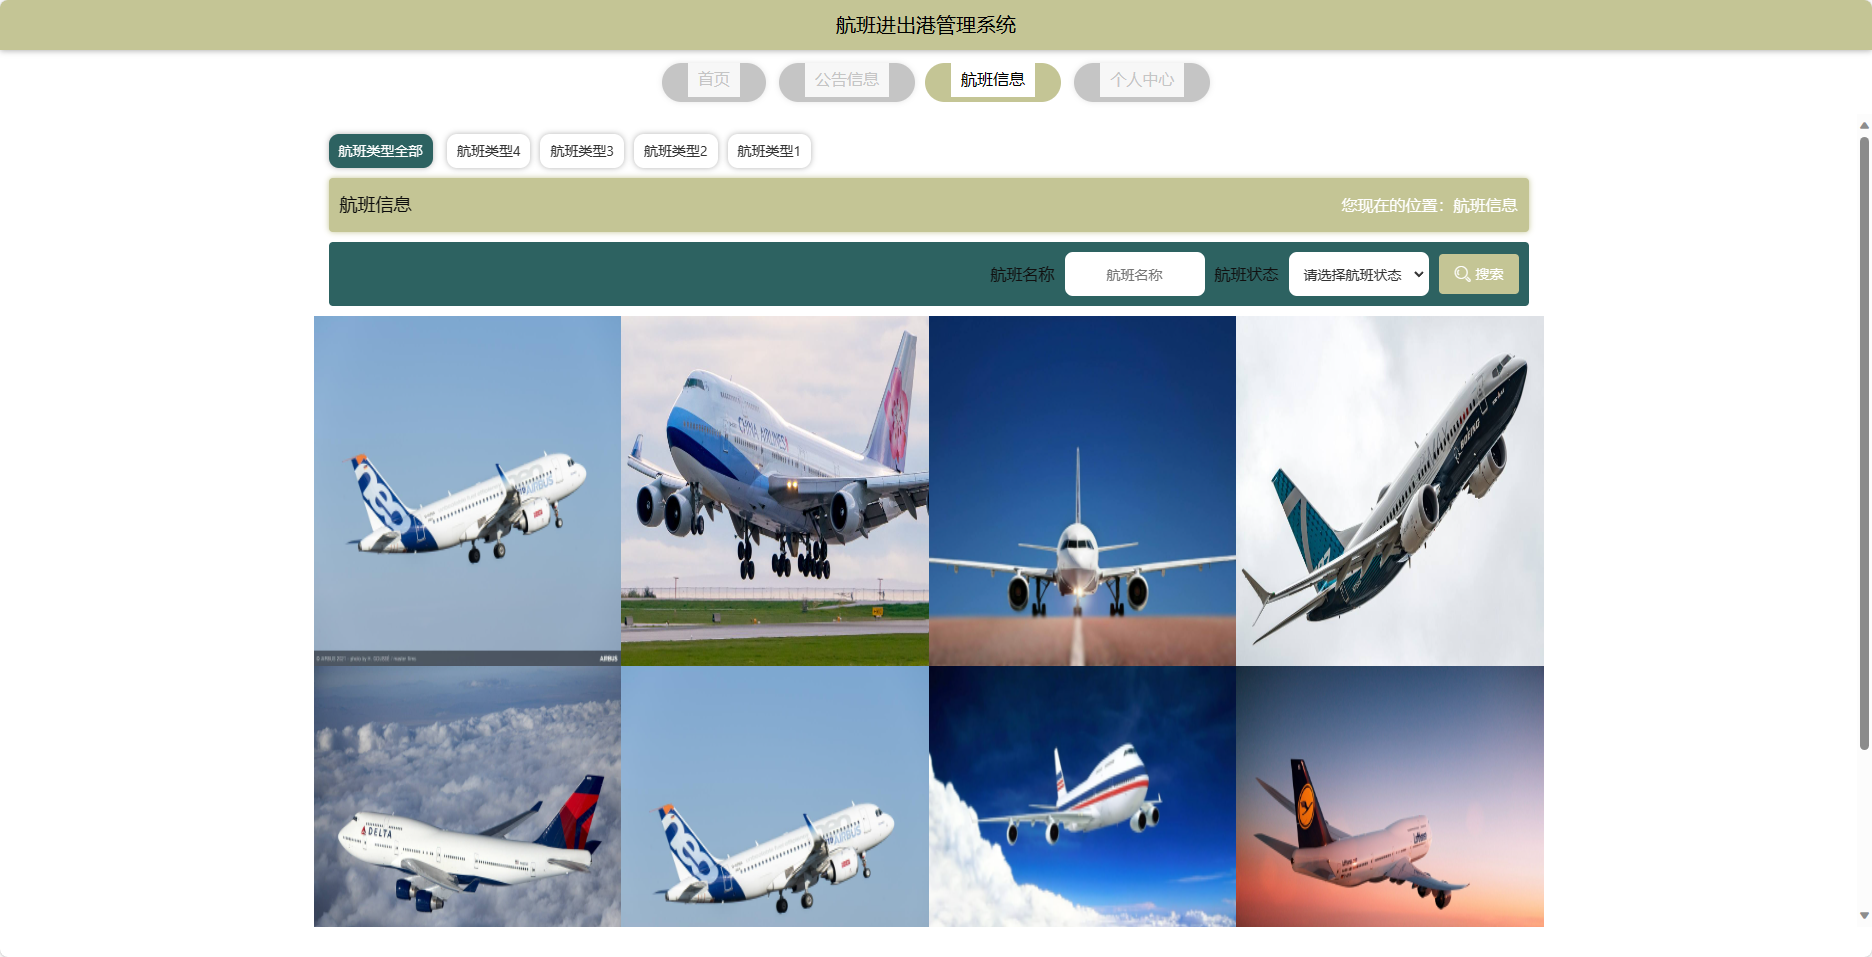 航班进出港管理系统
首页
公告信息
航班信息
个人中心
航班类型全部
航班类型4
航班类型3
航班类型2
航班类型1
航班信息
您现在的位置：航班信息
航班名称
航班名称
航班状态
请选择航班状态
搜索
CHINA AIRLINES
AIRBUS
BOEING
AIRBUS
DELTA
AIRBUS